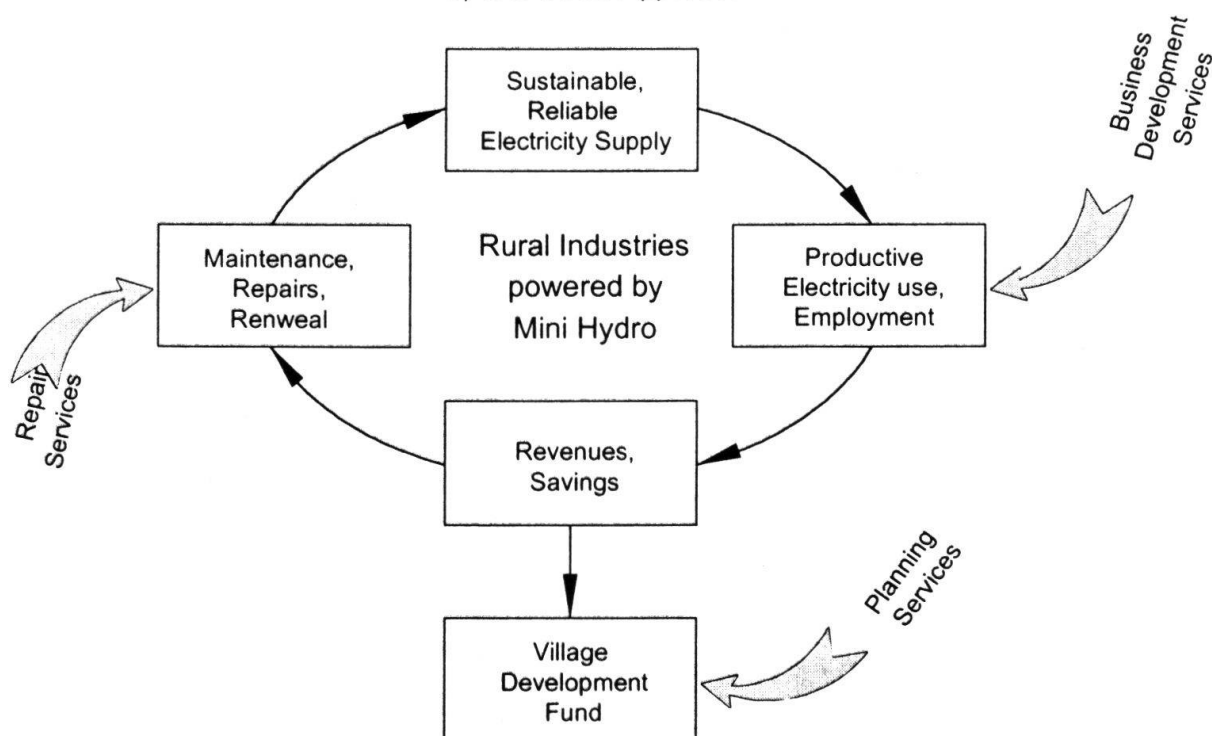 Sustainable,
Reliable
Electricity Supply
Business
Development
Services
Maintenance,
Repairs,
Renweal
Rural Industries
powered by
Mini Hydro
Productive
Electricity use,
Employment
Repair
Services
Revenues,
Savings
Planning
Services
Village
Development
Fund